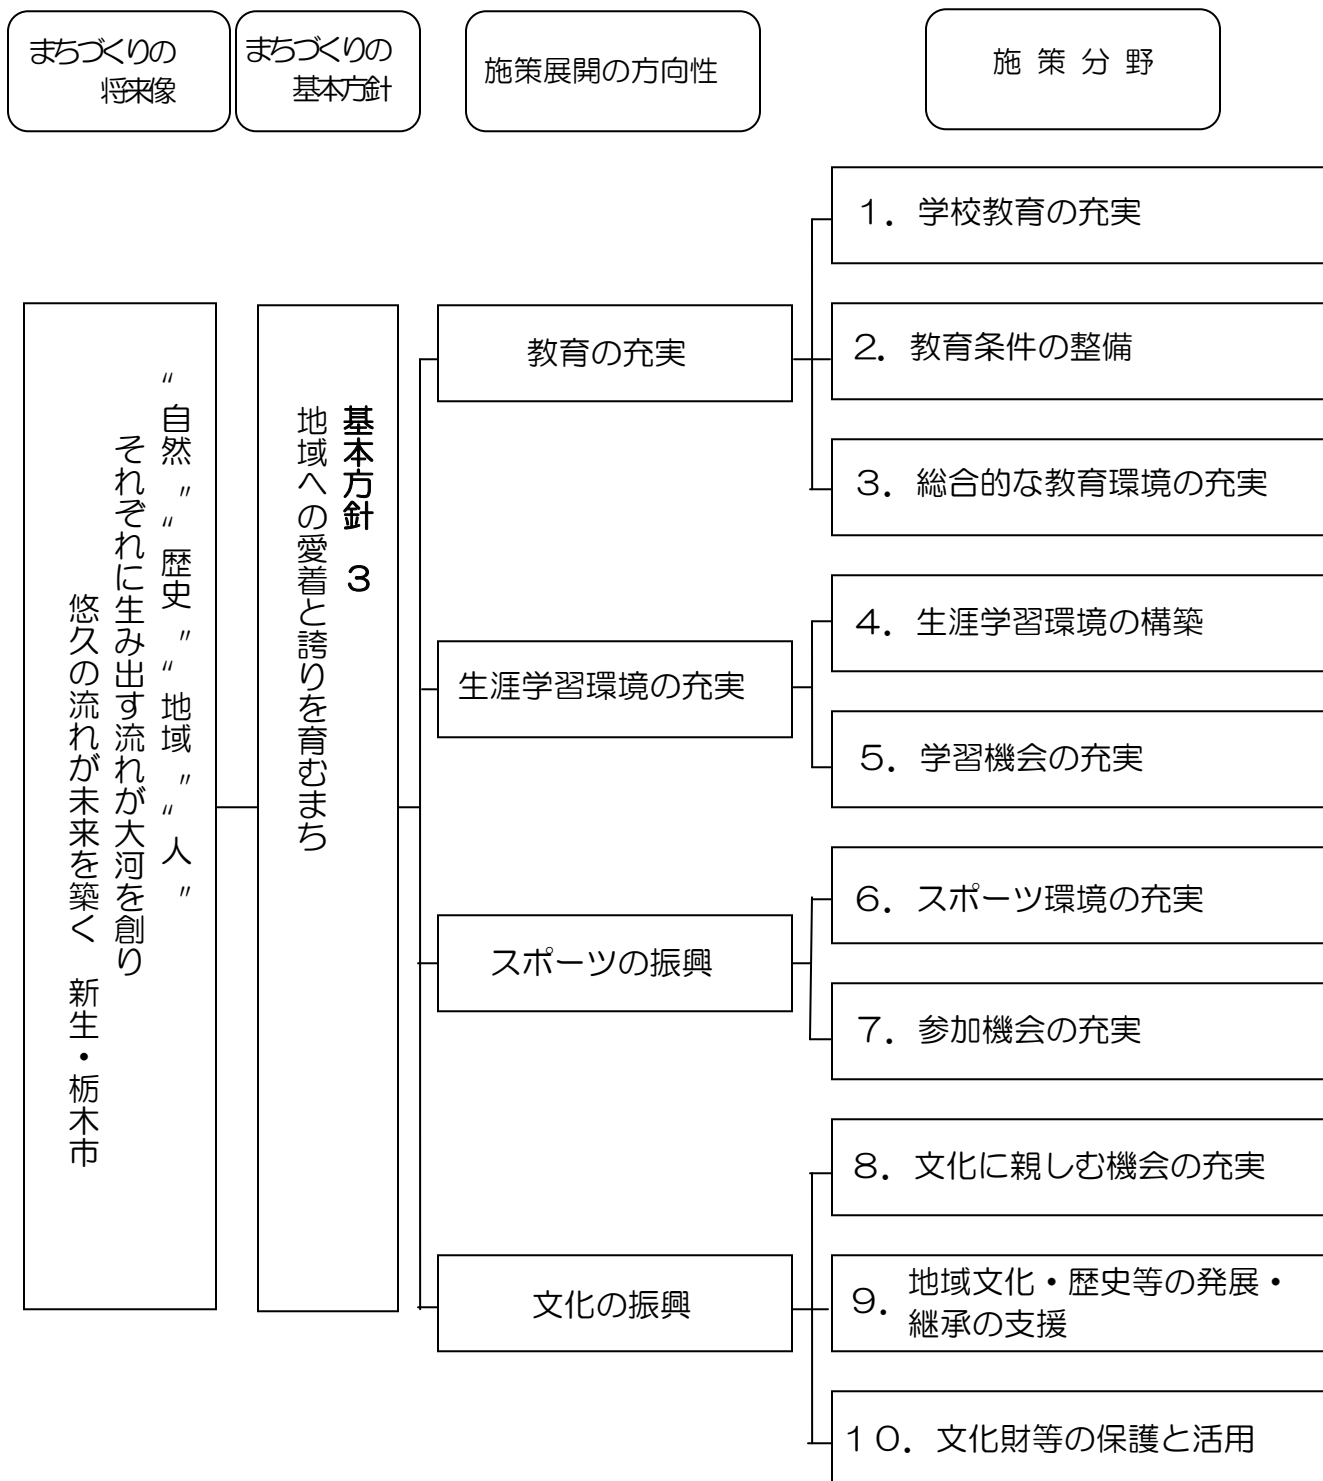 まちづくりの
将来像
まちづくりの
基本方針
施策展開の方向性
施策分野
〝自然〟〝歴史〟〝地域〟〝人〟
それぞれに生み出す流れが大河を創り
悠久の流れが未来を築く　新生・栃木市
基本方針　３
地域への愛着と誇りを育むまち
教育の充実
１．学校教育の充実
２．教育条件の整備
３．総合的な教育環境の充実
生涯学習環境の充実
４．生涯学習環境の構築
５．学習機会の充実
スポーツの振興
６．スポーツ環境の充実
７．参加機会の充実
文化の振興
８．文化に親しむ機会の充実
９．地域文化・歴史等の発展・
継承の支援
１０．文化財等の保護と活用